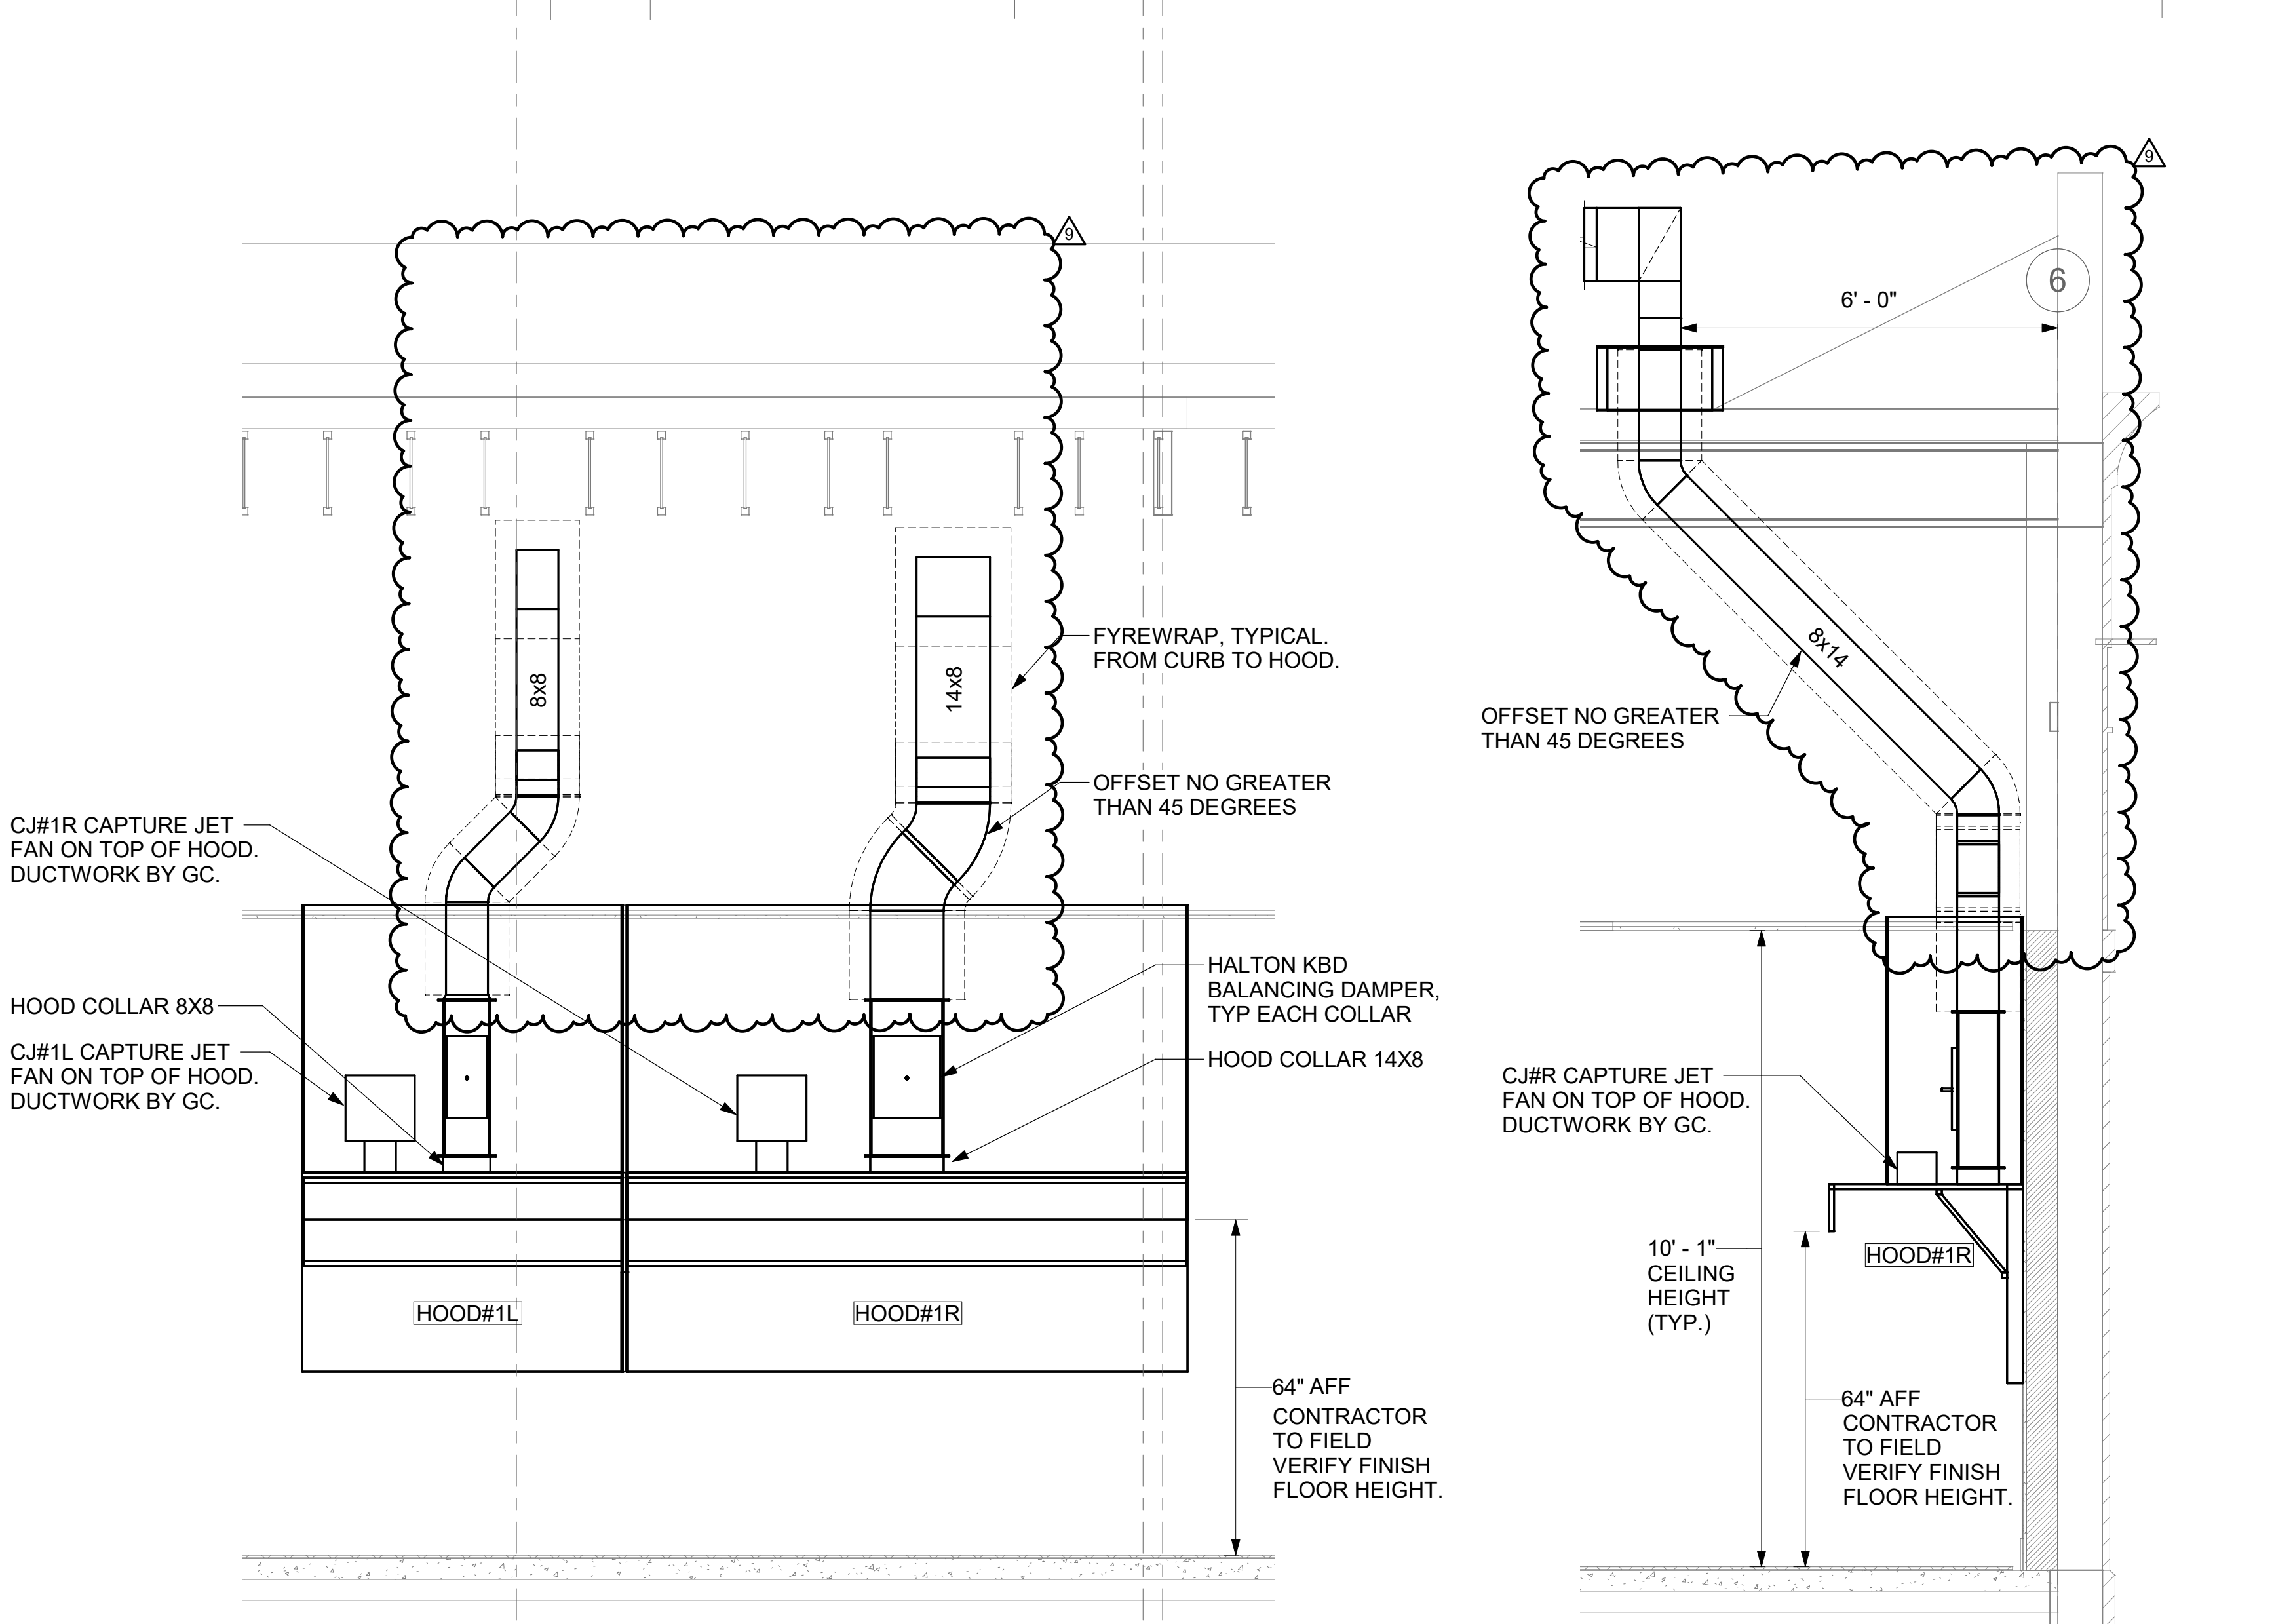 9
8x8
14x8
FYREWRAP, TYPICAL.
FROM CURB TO HOOD.
OFFSET NO GREATER
THAN 45 DEGREES
CJ#1R CAPTURE JET
FAN ON TOP OF HOOD.
DUCTWORK BY GC.
HOOD COLLAR 8X8
CJ#1L CAPTURE JET
FAN ON TOP OF HOOD.
DUCTWORK BY GC.
HALTON KBD
BALANCING DAMPER,
TYP EACH COLLAR
HOOD COLLAR 14X8
HOOD#1L
HOOD#1R
64" AFF
CONTRACTOR
TO FIELD
VERIFY FINISH
FLOOR HEIGHT.
9
6
6' - 0"
8x14
OFFSET NO GREATER
THAN 45 DEGREES
CJ#R CAPTURE JET
FAN ON TOP OF HOOD.
DUCTWORK BY GC.
10' - 1"
CEILING
HEIGHT
(TYP.)
HOOD#1R
64" AFF
CONTRACTOR
TO FIELD
VERIFY FINISH
FLOOR HEIGHT.